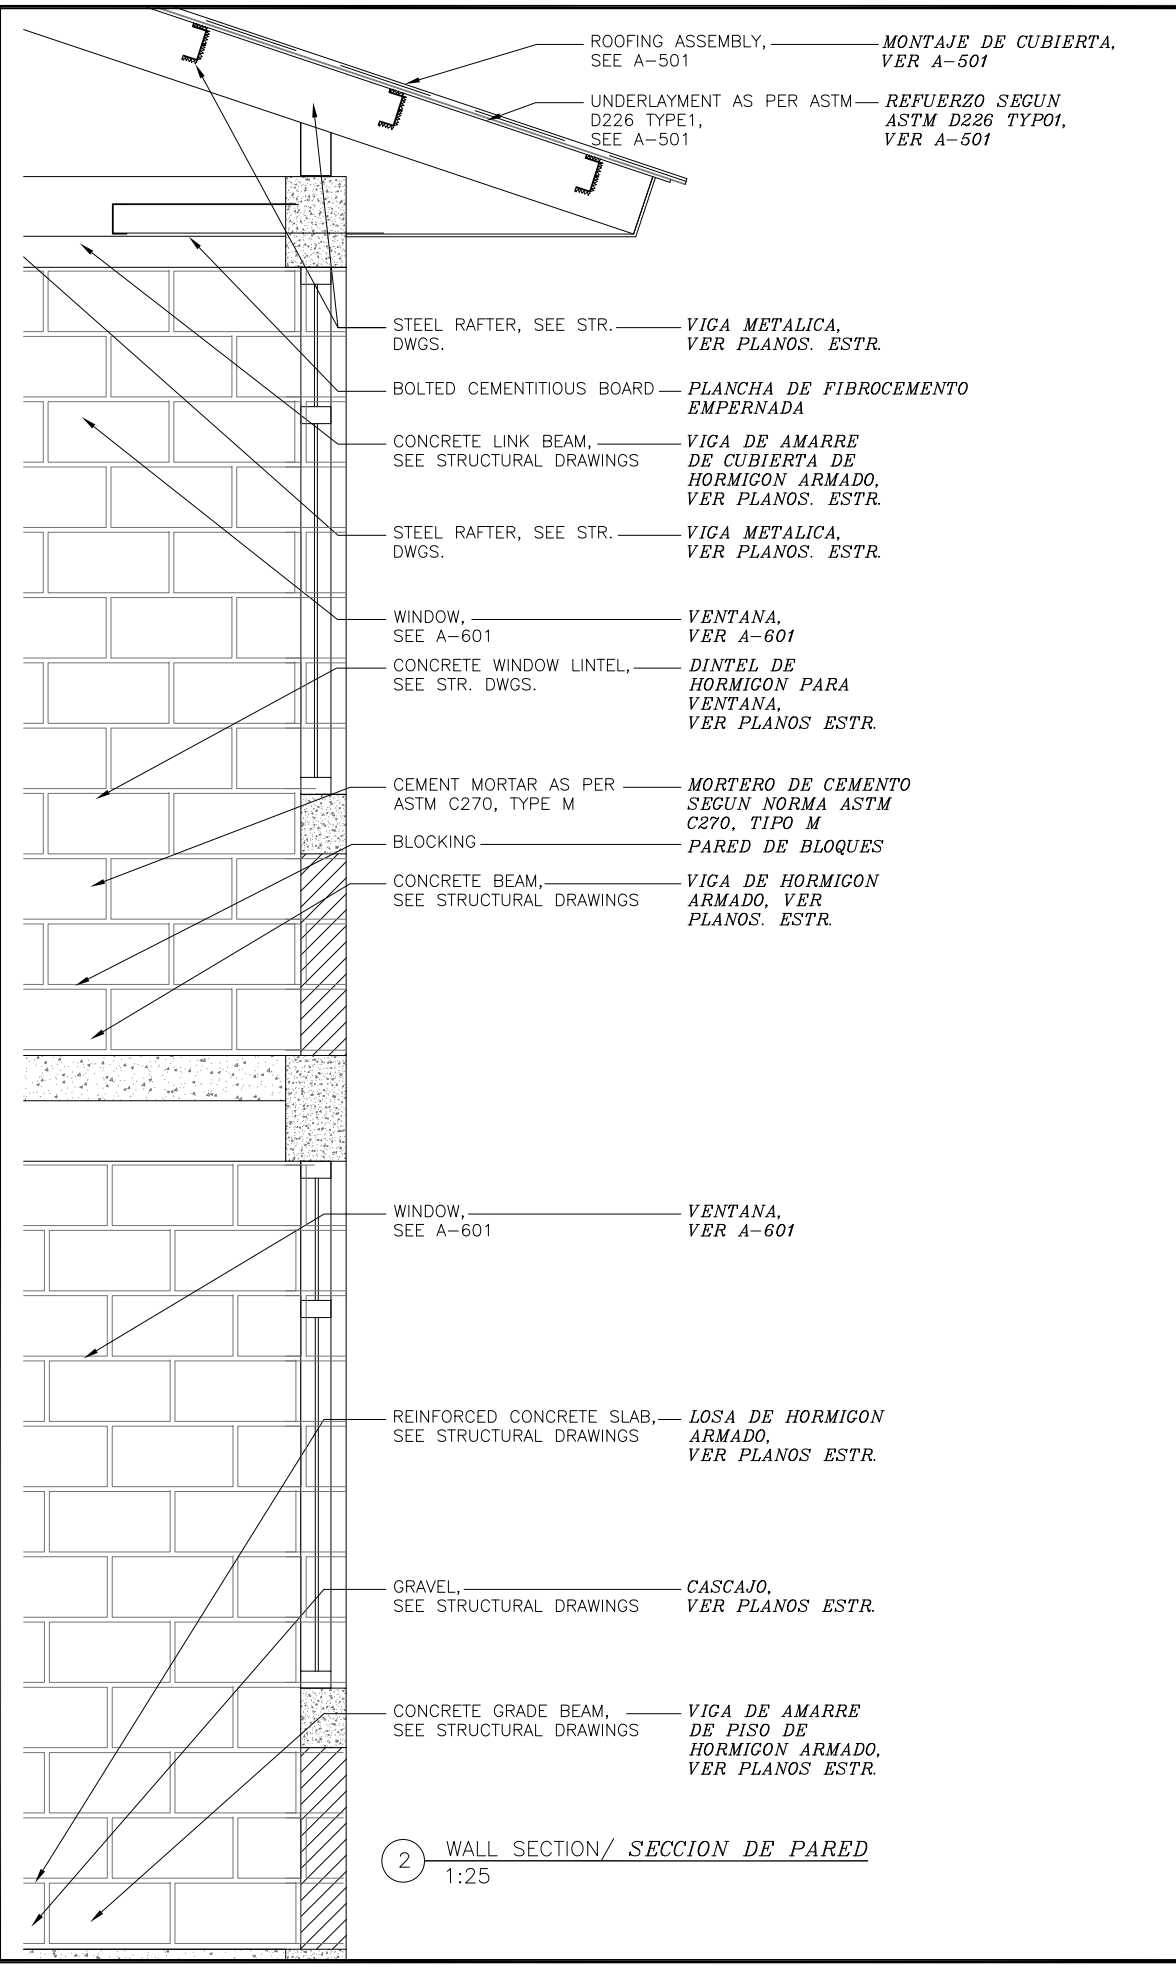 ROOFING ASSEMBLY,
SEE A-501
MONTAJE DE CUBIERTA,
VER A-501
UNDERLAYMENT AS PER ASTM
D226 TYPE1,
SEE A-501
REFUERZO SEGUN
ASTM D226 TYPO1,
VER A-501
STEEL RAFTER, SEE STR.
DWGS.
VIGA METALICA,
VER PLANOS. ESTR.
BOLTED CEMENTITIOUS BOARD
PLANCHA DE FIBROCEMENTO
EMPERNADA
CONCRETE LINK BEAM,
SEE STRUCTURAL DRAWINGS
VIGA DE AMARRE
DE CUBIERTA DE
HORMIGON ARMADO,
VER PLANOS. ESTR.
STEEL RAFTER, SEE STR.
DWGS.
VIGA METALICA,
VER PLANOS. ESTR.
WINDOW,
SEE A-601
VENTANA,
VER A-601
CONCRETE WINDOW LINTEL,
SEE STR. DWGS.
DINTEL DE
HORMIGON PARA
VENTANA,
VER PLANOS ESTR.
CEMENT MORTAR AS PER
ASTM C270, TYPE M
MORTERO DE CEMENTO
SEGUN NORMA ASTM
C270, TIPO M
BLOCKING
PARED DE BLOQUES
CONCRETE BEAM,
SEE STRUCTURAL DRAWINGS
VIGA DE HORMIGON
ARMADO, VER
PLANOS. ESTR.
WINDOW,
SEE A-601
VENTANA,
VER A-601
REINFORCED CONCRETE SLAB,
SEE STRUCTURAL DRAWINGS
LOSA DE HORMIGON
ARMADO,
VER PLANOS ESTR.
GRAVEL,
SEE STRUCTURAL DRAWINGS
CASCAJO,
VER PLANOS ESTR.
CONCRETE GRADE BEAM,
SEE STRUCTURAL DRAWINGS
VIGA DE AMARRE
DE PISO DE
HORMIGON ARMADO,
VER PLANOS ESTR.
2 WALL SECTION/ SECCION DE PARED
1:25